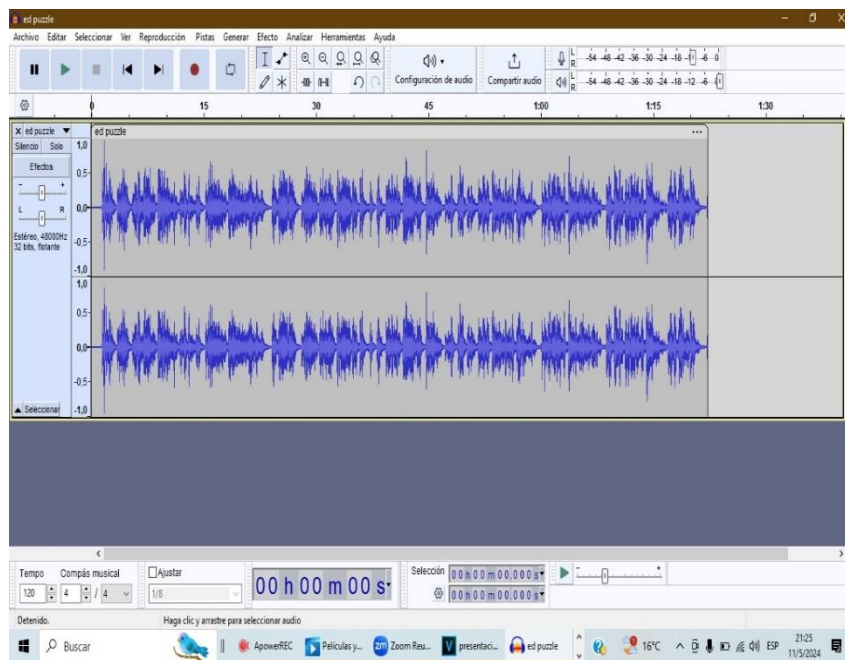 ed puzzle
Archivo Editar Seleccionar Ver Reproducción Pistas Generar Efecto Analizar Herramientas Ayuda
Configuración de audio Compartir audio
L R -54 -48 -42 -36 -30 -24 -18 -12 -6 0
L R -54 -48 -42 -36 -30 -24 -18 -12 -6 0
0 15 30 45 1:00 1:15 1:30
ed puzzle ed puzzle ...
Silencio Solo
Efectos
- +
L R
Estéreo, 48000Hz
32 bits, flotante
1,0
0,5
0,0
-0,5
-1,0
1,0
0,5
0,0
-0,5
-1,0
Seleccionar
Tempo Compás musical Ajustar Selección
120 4 / 4 1/8 00 h 00 m 00 s 00 h 00 m 00.000 s
00 h 00 m 00.000 s
Detenido. Haga clic y arrastre para seleccionar audio
Buscar ApowerREC Películas y... Zoom Reu... presentaci... ed puzzle 16°C ESP 21:25
11/5/2024